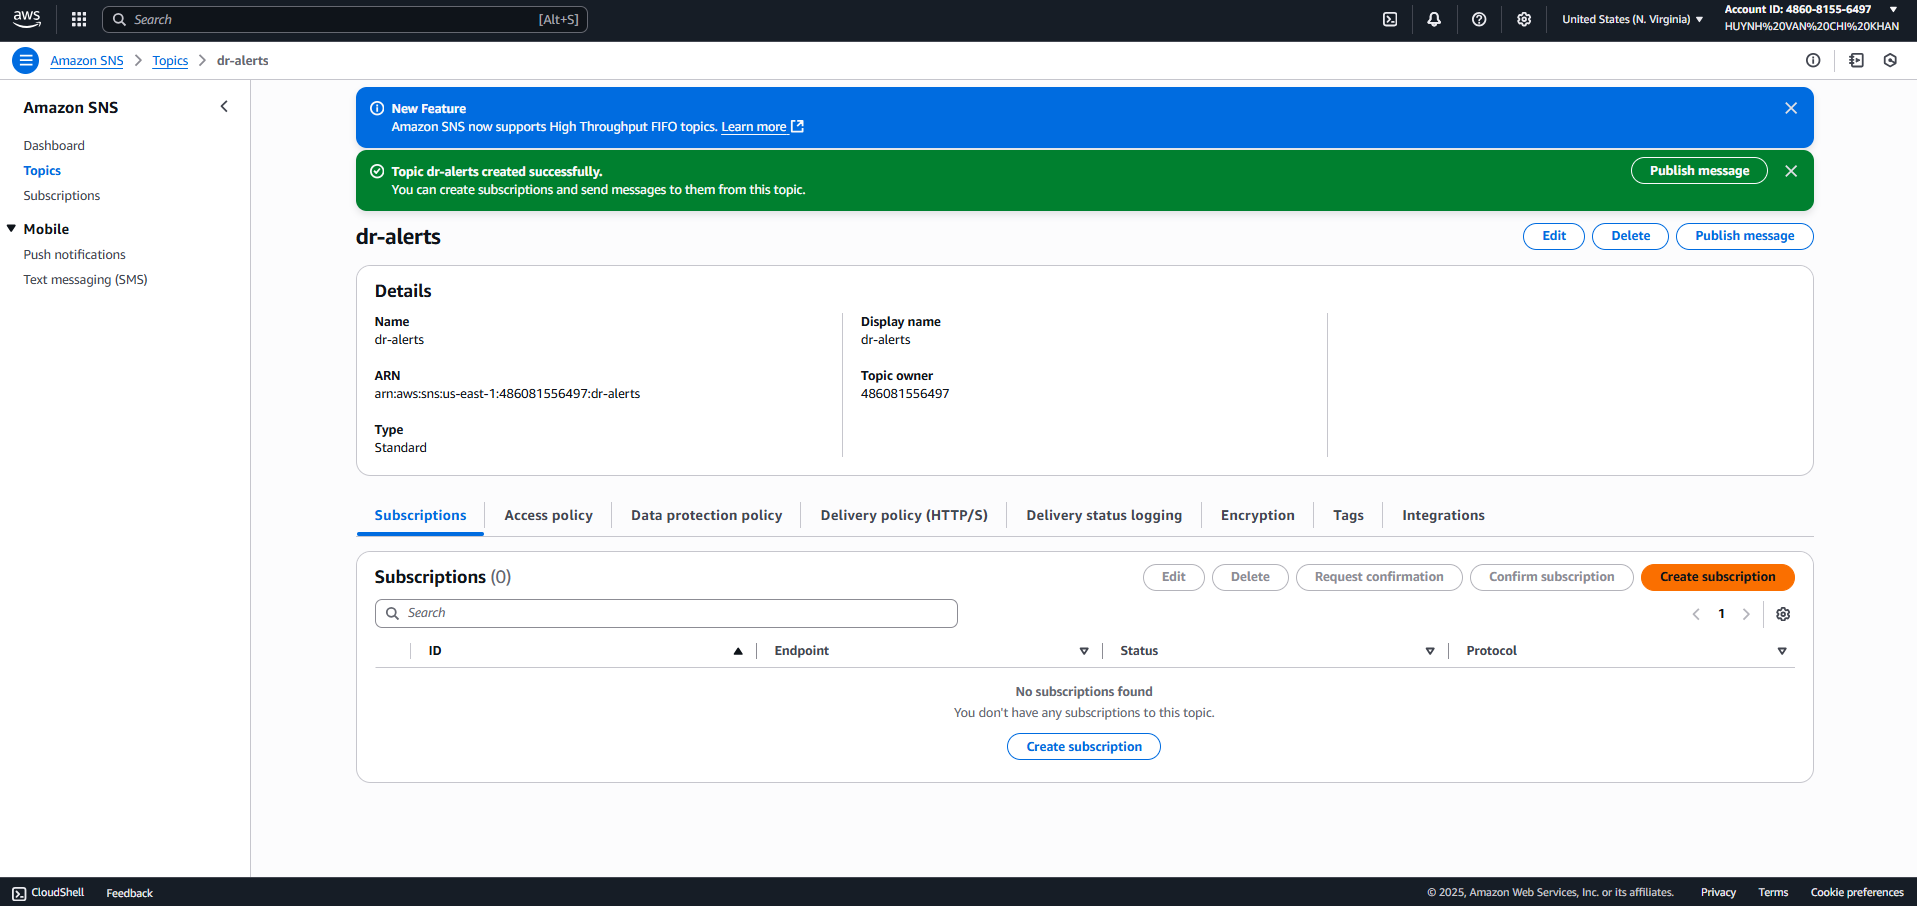 aws
Search
[Alt+S]
United States (N. Virginia)
Account ID: 4860-8155-6497
HUYNH%20VAN%20CHI%20KHAN
Amazon SNS
Topics
dr-alerts
Amazon SNS
Dashboard
Topics
Subscriptions
Mobile
Push notifications
Text messaging (SMS)
New Feature
Amazon SNS now supports High Throughput FIFO topics. Learn more
Topic dr-alerts created successfully.
You can create subscriptions and send messages to them from this topic.
Publish message
dr-alerts
Edit
Delete
Publish message
Details
Name
dr-alerts
ARN
arn:aws:sns:us-east-1:486081556497:dr-alerts
Type
Standard
Display name
dr-alerts
Topic owner
486081556497
Subscriptions
Access policy
Data protection policy
Delivery policy (HTTP/S)
Delivery status logging
Encryption
Tags
Integrations
Subscriptions (0)
Edit
Delete
Request confirmation
Confirm subscription
Create subscription
Search
1
ID
Endpoint
Status
Protocol
No subscriptions found
You don't have any subscriptions to this topic.
Create subscription
CloudShell
Feedback
© 2025, Amazon Web Services, Inc. or its affiliates.
Privacy
Terms
Cookie preferences